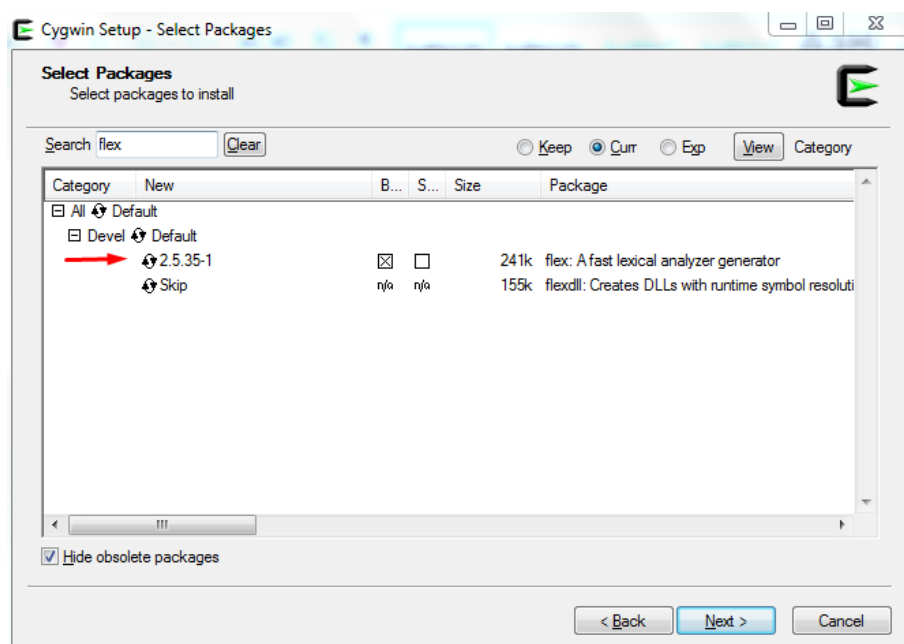 Cygwin Setup - Select Packages
Select Packages
Select packages to install
Search flex Clear Keep Curr Exp View Category
Category New B... S... Size Package
All Default
Devel Default
2.5.35-1 241k flex: A fast lexical analyzer generator
Skip n/a n/a 155k flexdll: Creates DLLs with runtime symbol resoluti
Hide obsolete packages
< Back Next > Cancel